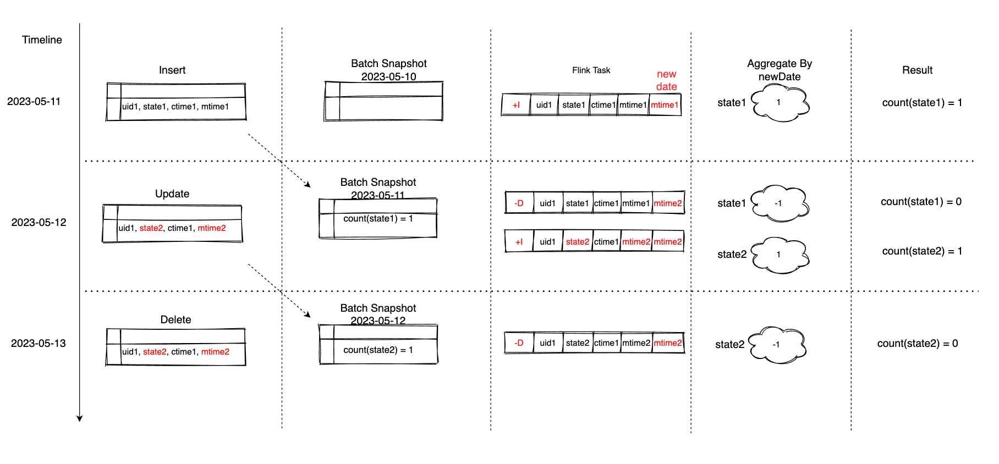 Timeline
Insert
Batch Snapshot
2023-05-10
Flink Task
new
date
Aggregate By
newDate
Result
2023-05-11
uid1, state1, ctime1, mtime1
+I uid1 state1 ctime1 mtime1 mtime1
state1 1
count(state1) = 1
Update
Batch Snapshot
2023-05-11
2023-05-12
uid1, state2, ctime1, mtime2
count(state1) = 1
-D uid1 state1 ctime1 mtime1 mtime2
state1 -1
count(state1) = 0
+I uid1 state2 ctime1 mtime2 mtime2
state2 1
count(state2) = 1
Delete
Batch Snapshot
2023-05-12
2023-05-13
uid1, state2, ctime1, mtime2
count(state2) = 1
-D uid1 state2 ctime1 mtime2 mtime2
state2 -1
count(state2) = 0